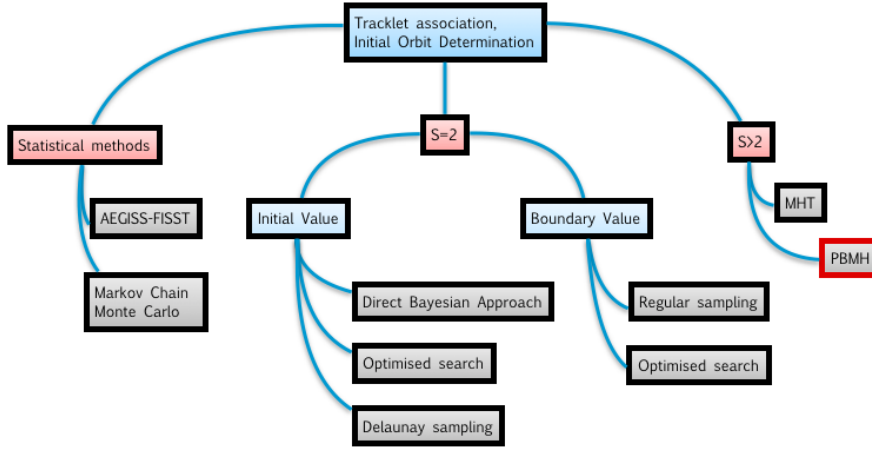 Tracklet association,
Initial Orbit Determination
Statistical methods
S=2
S>2
AEGISS-FISST
Initial Value
Boundary Value
MHT
PBMH
Markov Chain
Monte Carlo
Direct Bayesian Approach
Regular sampling
Optimised search
Optimised search
Delaunay sampling